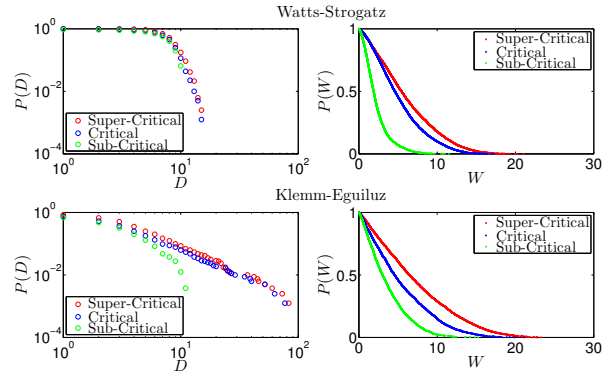 Watts-Strogatz
10^0
10^-2
10^-4
P(D)
Super-Critical
Critical
Sub-Critical
10^0
10^1
10^2
D
1
0.5
0
P(W)
Super-Critical
Critical
Sub-Critical
0
10
20
30
W
Klemm-Eguiluz
10^0
10^-2
10^-4
P(D)
Super-Critical
Critical
Sub-Critical
10^0
10^1
10^2
D
1
0.5
0
P(W)
Super-Critical
Critical
Sub-Critical
0
10
20
30
W